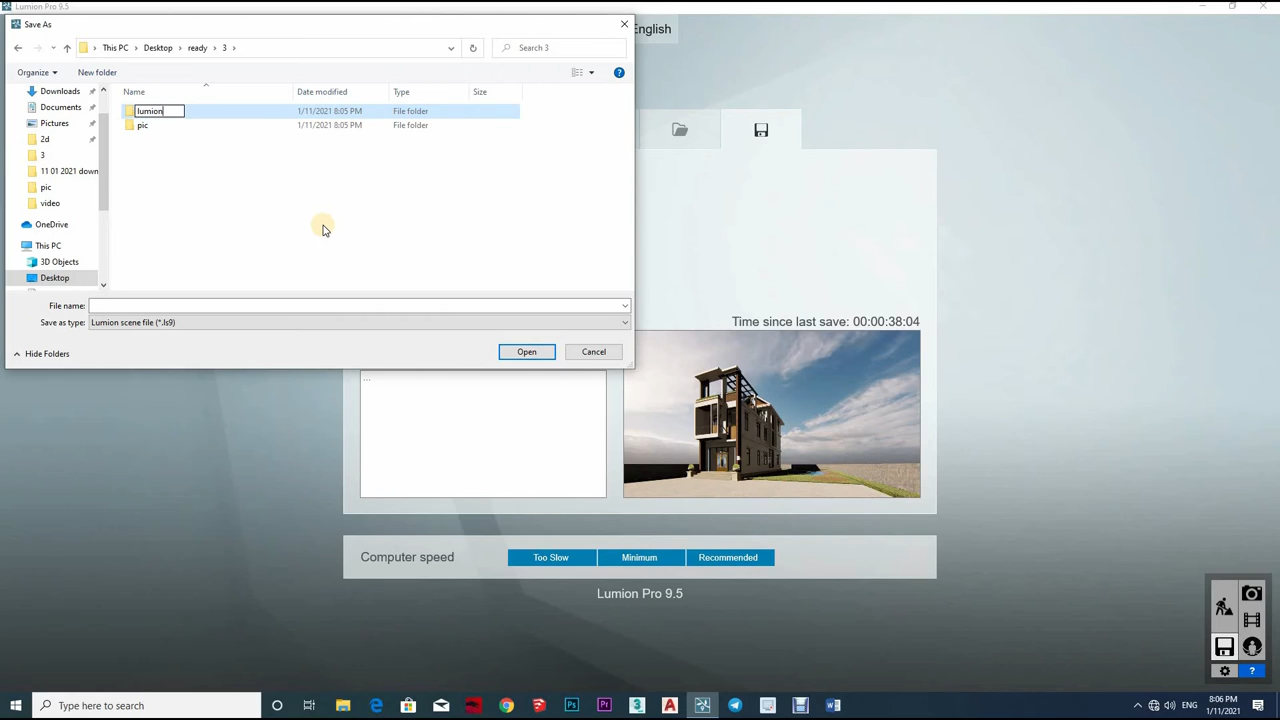 Lumion Pro 9.5
Save As
English
This PC
Desktop
ready
3
Search 3
Organize
New folder
Name
Date modified
Type
Size
Downloads
Documents
Pictures
2d
3
11 01 2021 down
pic
video
OneDrive
This PC
3D Objects
Desktop
lumion
1/11/2021 8:05 PM
File folder
pic
1/11/2021 8:05 PM
File folder
File name:
Save as type:
Lumion scene file (*.ls9)
Hide Folders
Open
Cancel
Time since last save: 00:00:38:04
...
Computer speed
Too Slow
Minimum
Recommended
Lumion Pro 9.5
Type here to search
ENG
8:06 PM
1/11/2021